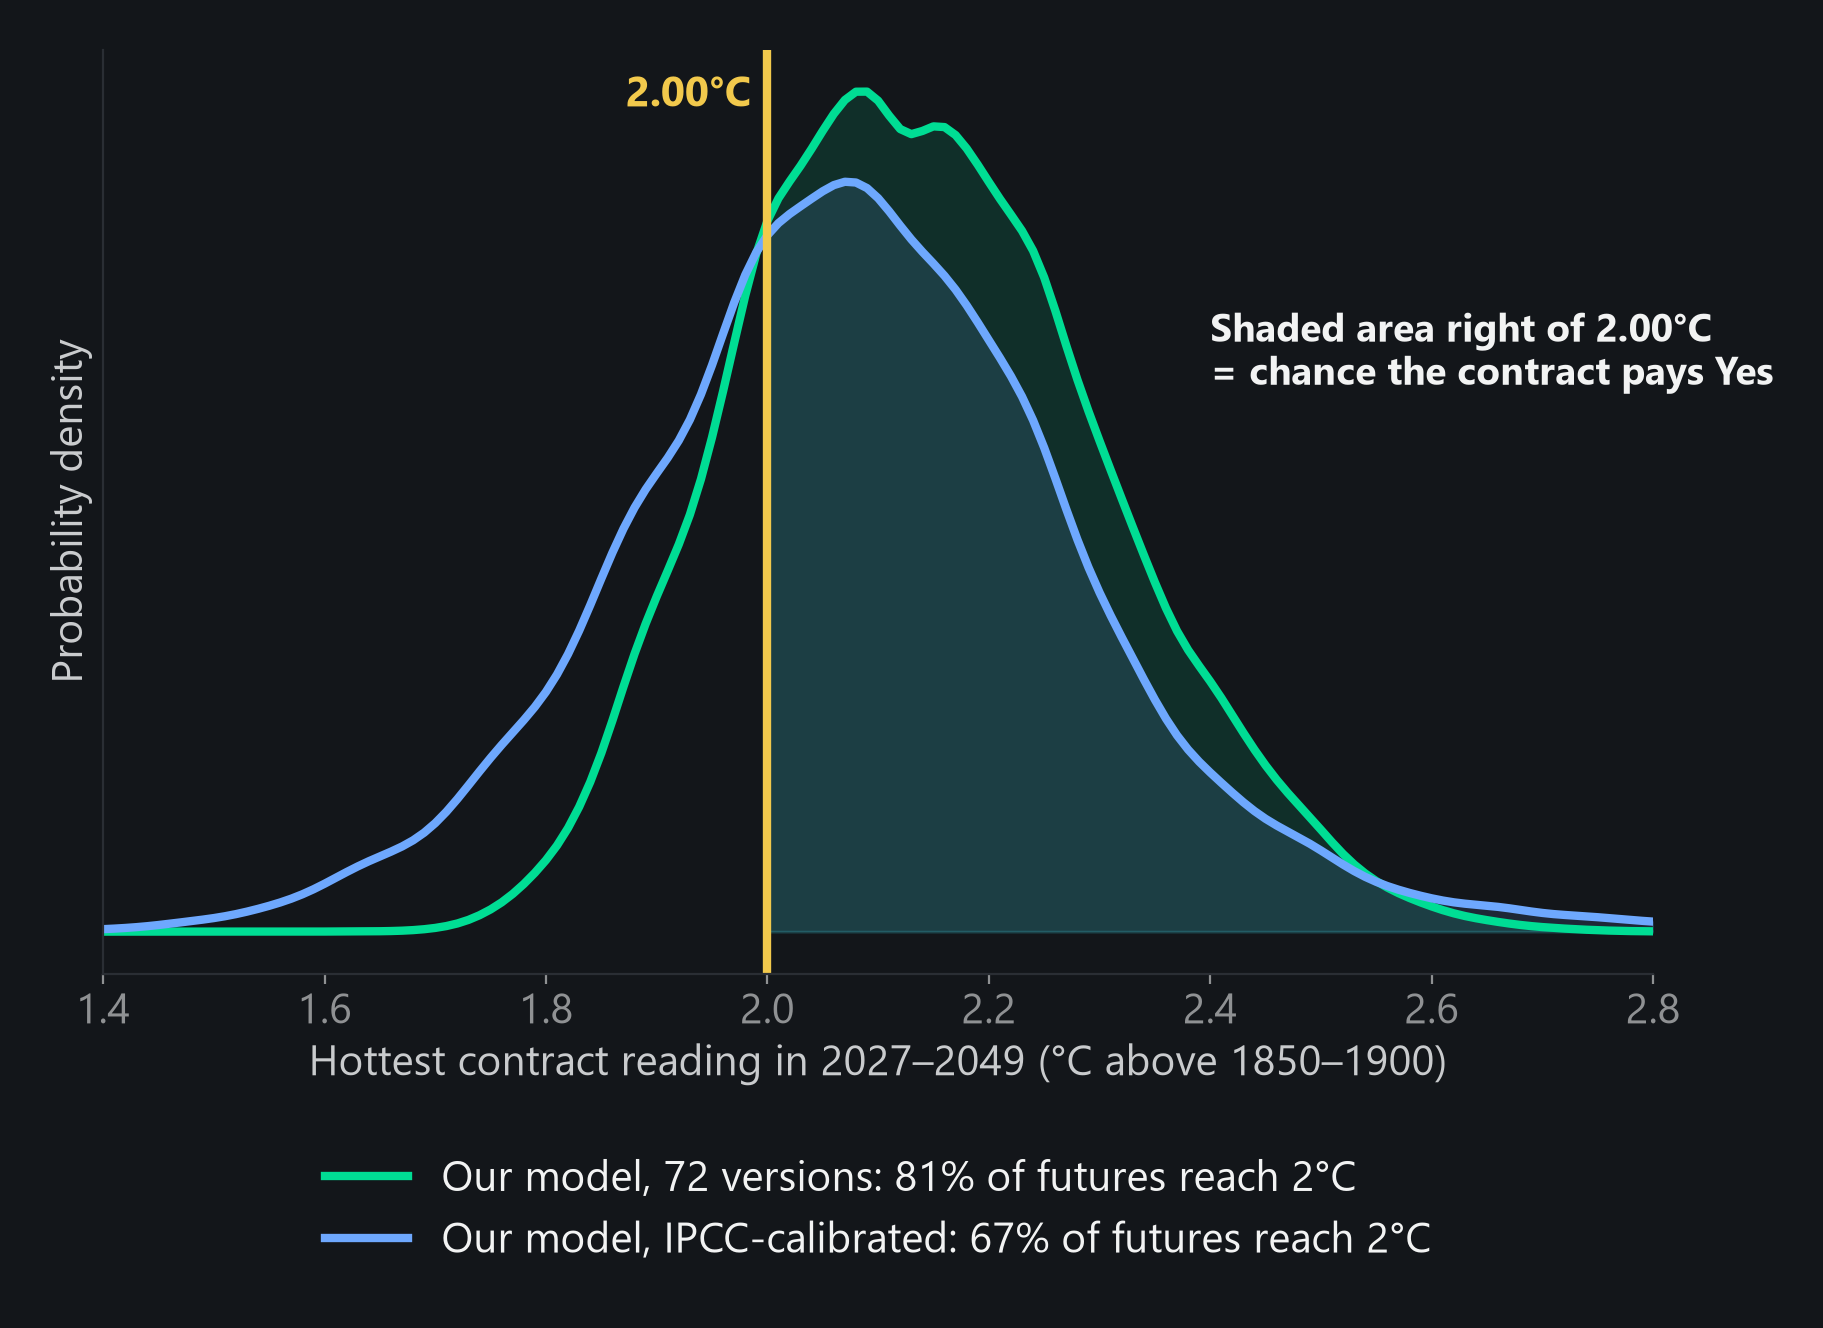 2.00°C
Shaded area right of 2.00°C
= chance the contract pays Yes
Probability density
1.4 1.6 1.8 2.0 2.2 2.4 2.6 2.8
Hottest contract reading in 2027–2049 (°C above 1850–1900)
Our model, 72 versions: 81% of futures reach 2°C
Our model, IPCC-calibrated: 67% of futures reach 2°C